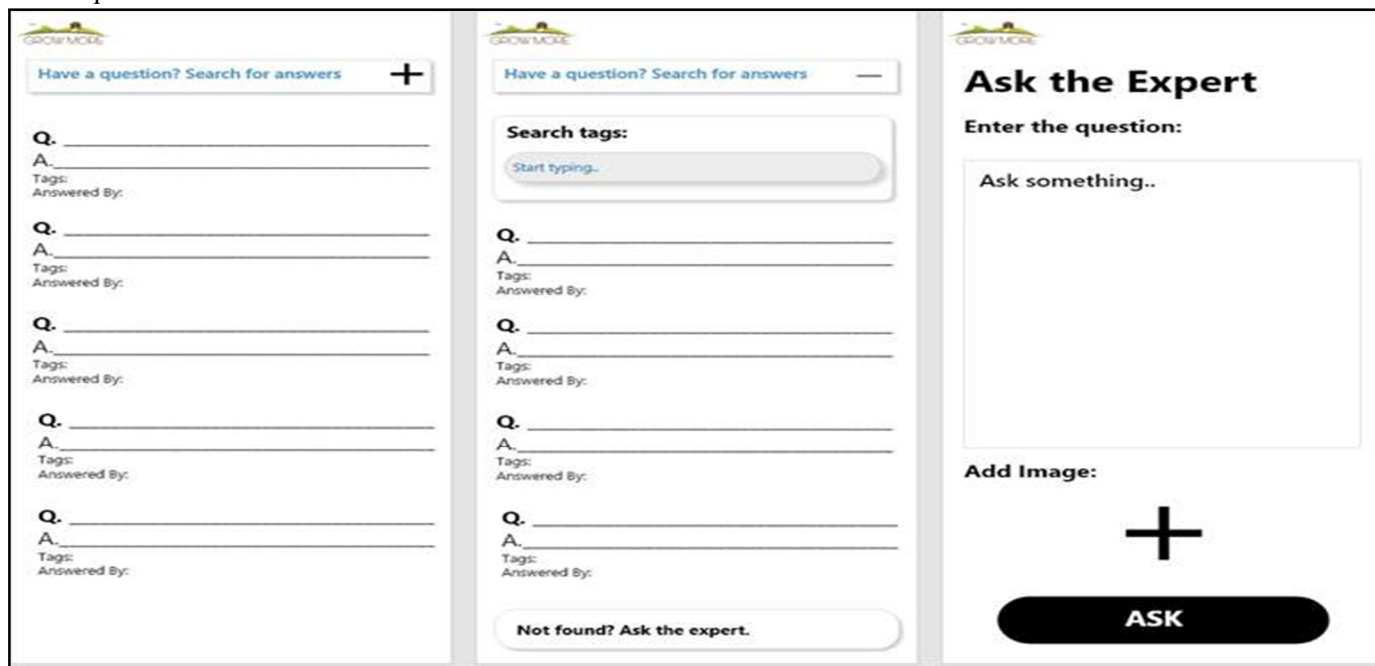 GROW MORE
Have a question? Search for answers +
Q.
A.
Tags:
Answered By:
Q.
A.
Tags:
Answered By:
Q.
A.
Tags:
Answered By:
Q.
A.
Tags:
Answered By:
Q.
A.
Tags:
Answered By:
GROW MORE
Have a question? Search for answers —
Search tags:
Start typing..
Q.
A.
Tags:
Answered By:
Q.
A.
Tags:
Answered By:
Q.
A.
Tags:
Answered By:
Q.
A.
Tags:
Answered By:
Not found? Ask the expert.
GROW MORE
Ask the Expert
Enter the question:
Ask something..
Add Image:
+
ASK